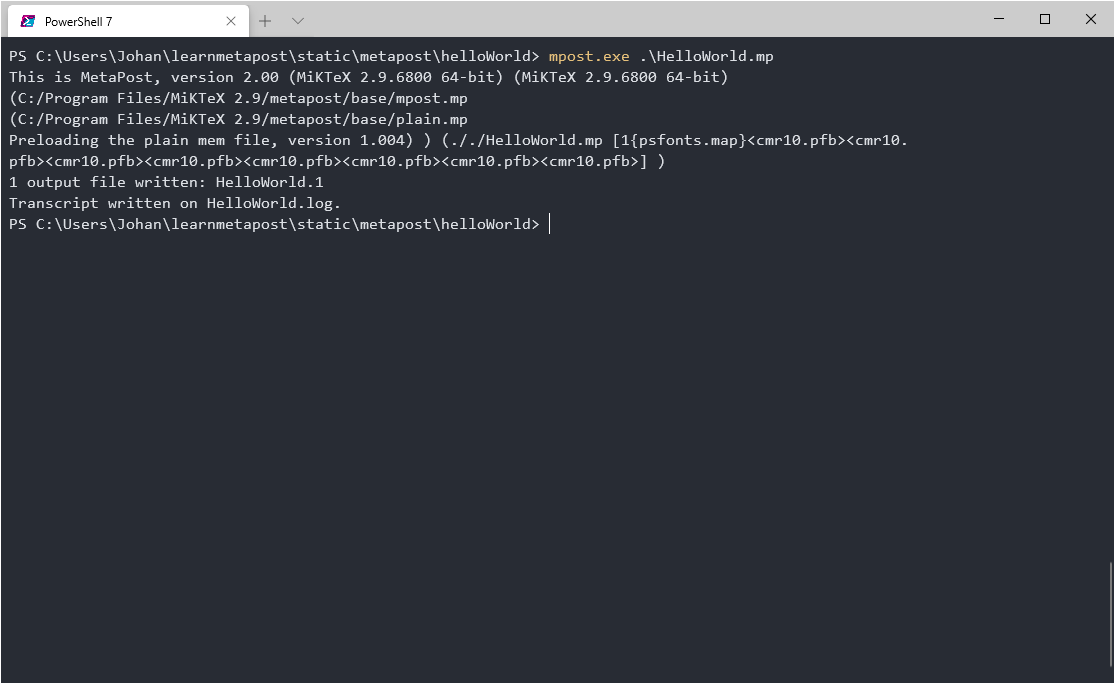 PowerShell 7
PS C:\Users\Johan\learnmetapost\static\metapost\helloWorld> mpost.exe .\HelloWorld.mp
This is MetaPost, version 2.00 (MiKTeX 2.9.6800 64-bit) (MiKTeX 2.9.6800 64-bit)
(C:/Program Files/MiKTeX 2.9/metapost/base/mpost.mp
(C:/Program Files/MiKTeX 2.9/metapost/base/plain.mp
Preloading the plain mem file, version 1.004) ) (././HelloWorld.mp [1{psfonts.map}<cmr10.pfb><cmr10.
pfb><cmr10.pfb><cmr10.pfb><cmr10.pfb><cmr10.pfb><cmr10.pfb><cmr10.pfb>] )
1 output file written: HelloWorld.1
Transcript written on HelloWorld.log.
PS C:\Users\Johan\learnmetapost\static\metapost\helloWorld>